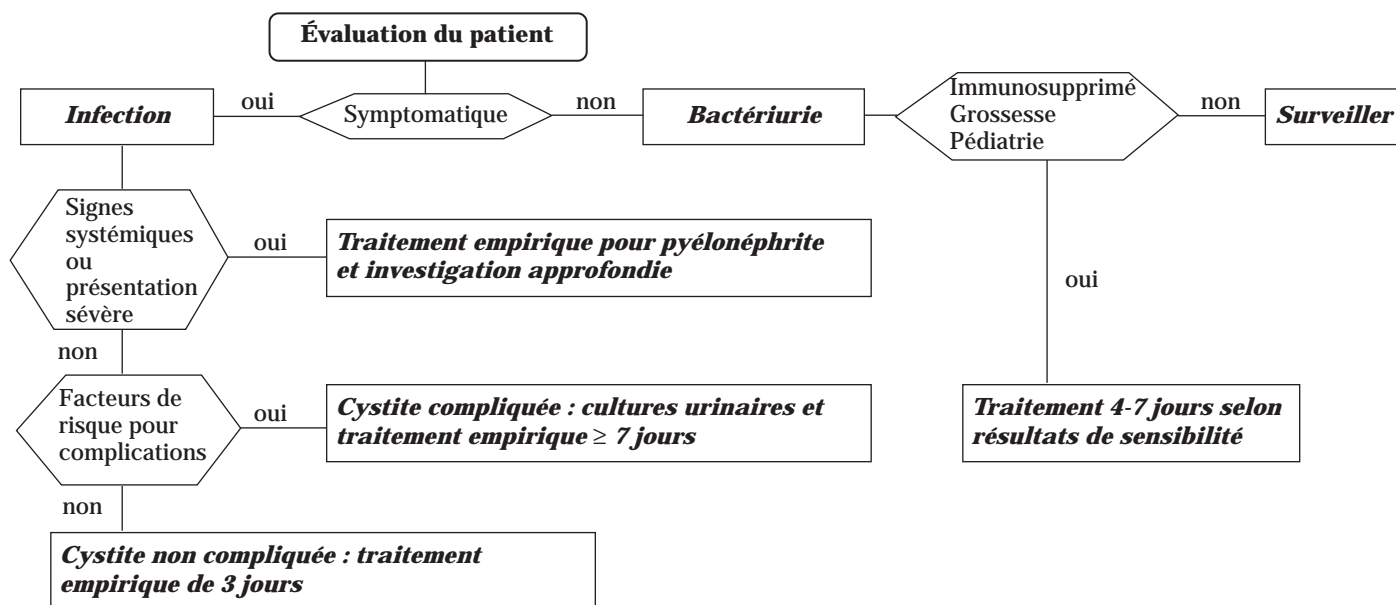 Évaluation du patient
Infection
oui
Symptomatique
non
Bactériurie
Immunosupprimé
Grossesse
Pédiatrie
non
Surveiller
Signes
systémiques
ou
présentation
sévère
oui
Traitement empirique pour pyélonéphrite
et investigation approfondie
oui
non
Facteurs de
risque pour
complications
oui
Cystite compliquée : cultures urinaires et
traitement empirique ≥ 7 jours
Traitement 4-7 jours selon
résultats de sensibilité
non
Cystite non compliquée : traitement
empirique de 3 jours